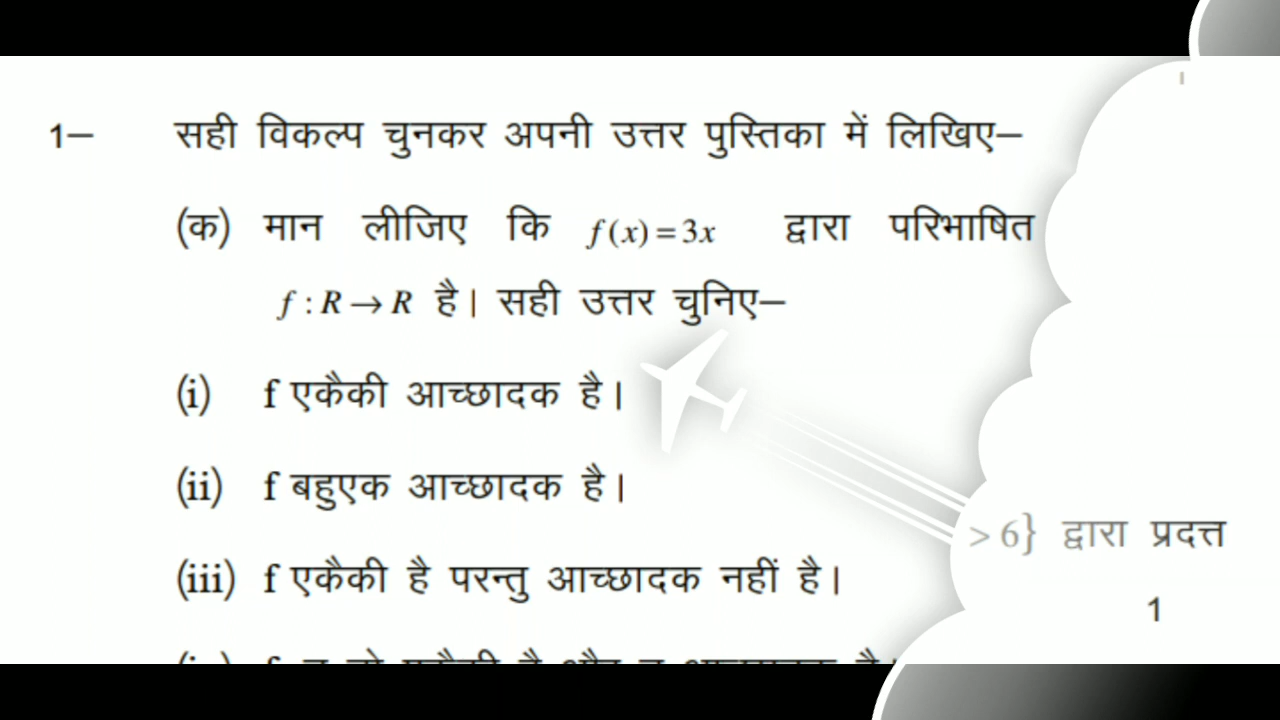 1– सही विकल्प चुनकर अपनी उत्तर पुस्तिका में लिखिए–
(क) मान लीजिए कि f(x)=3x द्वारा परिभाषित
f : R → R है। सही उत्तर चुनिए–
(i) f एकैकी आच्छादक है।
(ii) f बहुएक आच्छादक है।
> 6} द्वारा प्रदत्त
(iii) f एकैकी है परन्तु आच्छादक नहीं है।
1